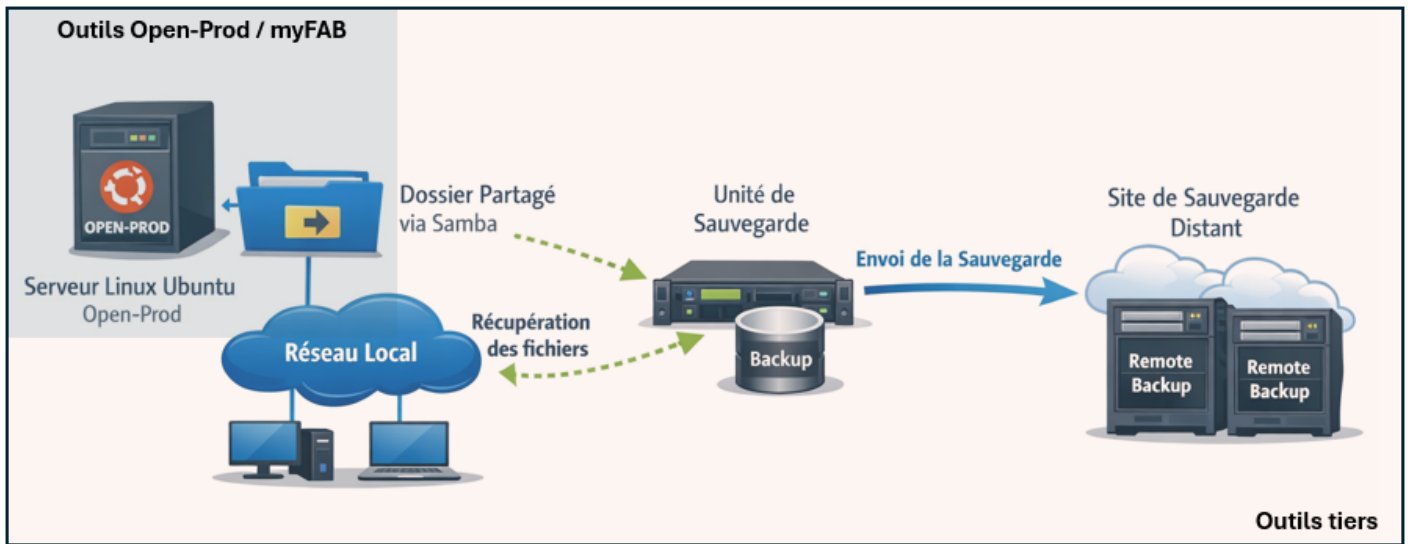 Outils Open-Prod / myFAB
OPEN-PROD
Serveur Linux Ubuntu
Open-Prod
Dossier Partagé
via Samba
Unité de
Sauvegarde
Site de Sauvegarde
Distant
Envoi de la Sauvegarde
Réseau Local
Récupération
des fichiers
Backup
Remote
Backup
Remote
Backup
Outils tiers